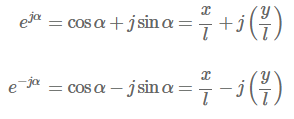 e^{jα} = cos α + j sin α = x/l + j(y/l)
e^{-jα} = cos α − j sin α = x/l − j(y/l)